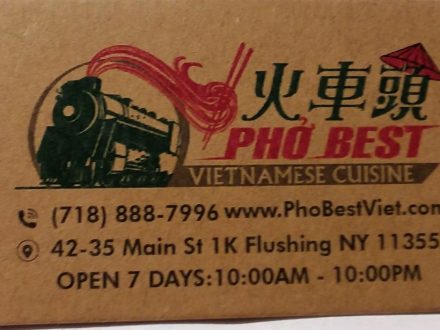 火車頭
PHỞ BEST
VIETNAMESE CUISINE
(718) 888-7996 www.PhoBestViet.com
42-35 Main St 1K Flushing NY 11355
OPEN 7 DAYS:10:00AM - 10:00PM